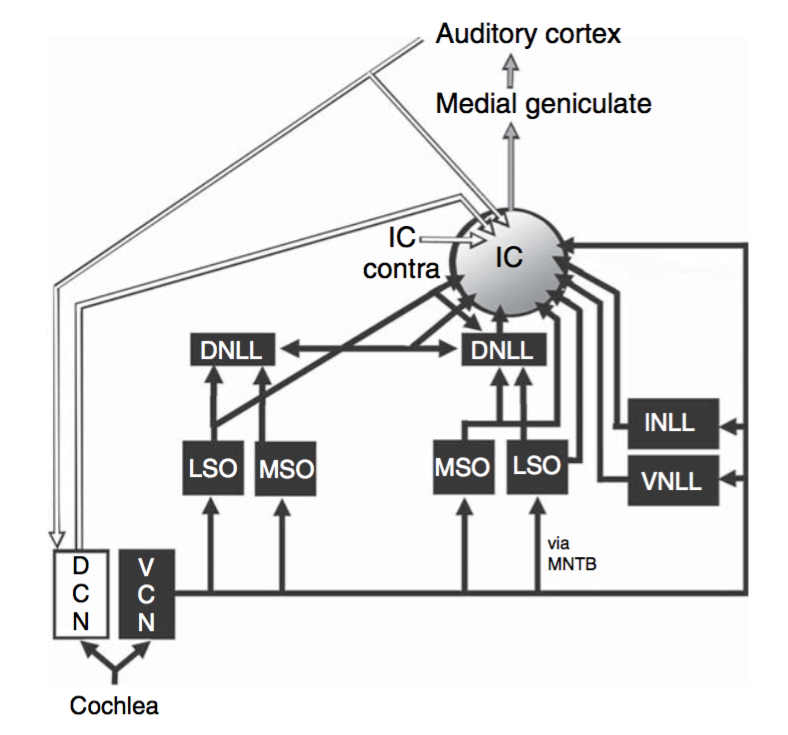 Auditory cortex
Medial geniculate
IC
contra
IC
DNLL
DNLL
INLL
LSO
MSO
MSO
LSO
VNLL
via
MNTB
D
C
N
V
C
N
Cochlea